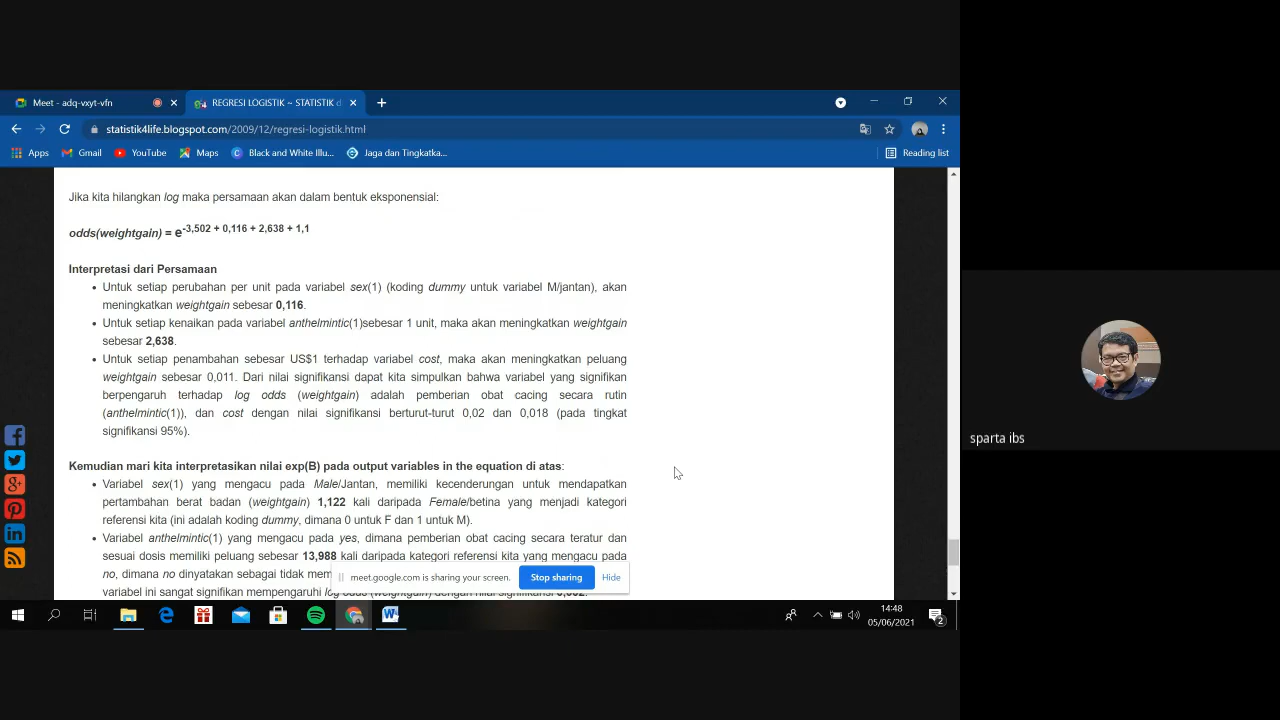 Meet - adq-vxyt-vfn
REGRESI LOGISTIK ~ STATISTIK d
statistik4life.blogspot.com/2009/12/regresi-logistik.html
Apps Gmail YouTube Maps Black and White Illu... Jaga dan Tingkatka... Reading list
Jika kita hilangkan log maka persamaan akan dalam bentuk eksponensial:
odds(weightgain) = e-3,502 + 0,116 + 2,638 + 1,1
Interpretasi dari Persamaan
Untuk setiap perubahan per unit pada variabel sex(1) (koding dummy untuk variabel M/jantan), akan
meningkatkan weightgain sebesar 0,116.
Untuk setiap kenaikan pada variabel anthelmintic(1)sebesar 1 unit, maka akan meningkatkan weightgain
sebesar 2,638.
Untuk setiap penambahan sebesar US$1 terhadap variabel cost, maka akan meningkatkan peluang
weightgain sebesar 0,011. Dari nilai signifikansi dapat kita simpulkan bahwa variabel yang signifikan
berpengaruh terhadap log odds (weightgain) adalah pemberian obat cacing secara rutin
(anthelmintic(1)), dan cost dengan nilai signifikansi berturut-turut 0,02 dan 0,018 (pada tingkat
signifikansi 95%).
Kemudian mari kita interpretasikan nilai exp(B) pada output variables in the equation di atas:
Variabel sex(1) yang mengacu pada Male/Jantan, memiliki kecenderungan untuk mendapatkan
pertambahan berat badan (weightgain) 1,122 kali daripada Female/betina yang menjadi kategori
referensi kita (ini adalah koding dummy, dimana 0 untuk F dan 1 untuk M).
Variabel anthelmintic(1) yang mengacu pada yes, dimana pemberian obat cacing secara teratur dan
sesuai dosis memiliki peluang sebesar 13,988 kali daripada kategori referensi kita yang mengacu pada
no, dimana no dinyatakan sebagai tidak mem
variabel ini sangat signifikan mempengaruhi log odds (weightgain) dengan nilai signifikansi
meet.google.com is sharing your screen. Stop sharing Hide
sparta ibs
14:48
05/06/2021
2